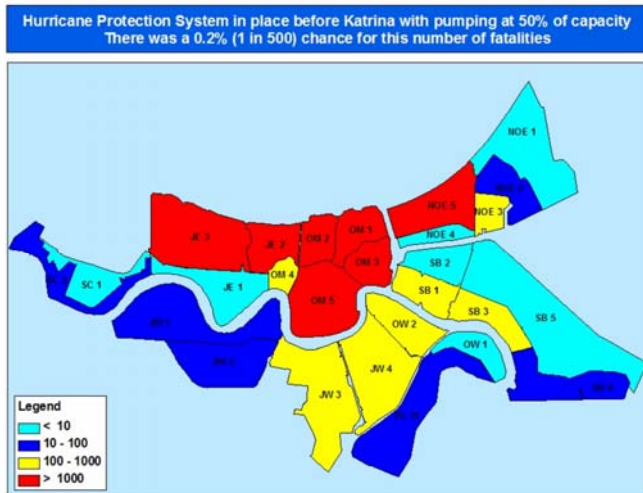 Hurricane Protection System in place before Katrina with pumping at 50% of capacity
There was a 0.2% (1 in 500) chance for this number of fatalities
NOE 1
NOE 5
NOE 3
NOE 4
JE 3
JE 2
OM 2
OM 1
OM 3
OM 4
OM 5
SC 1
JE 1
SB 2
SB 1
SB 3
SB 5
OW 2
OW 1
JW 3
JW 4
Legend
< 10
10 - 100
100 - 1000
> 1000